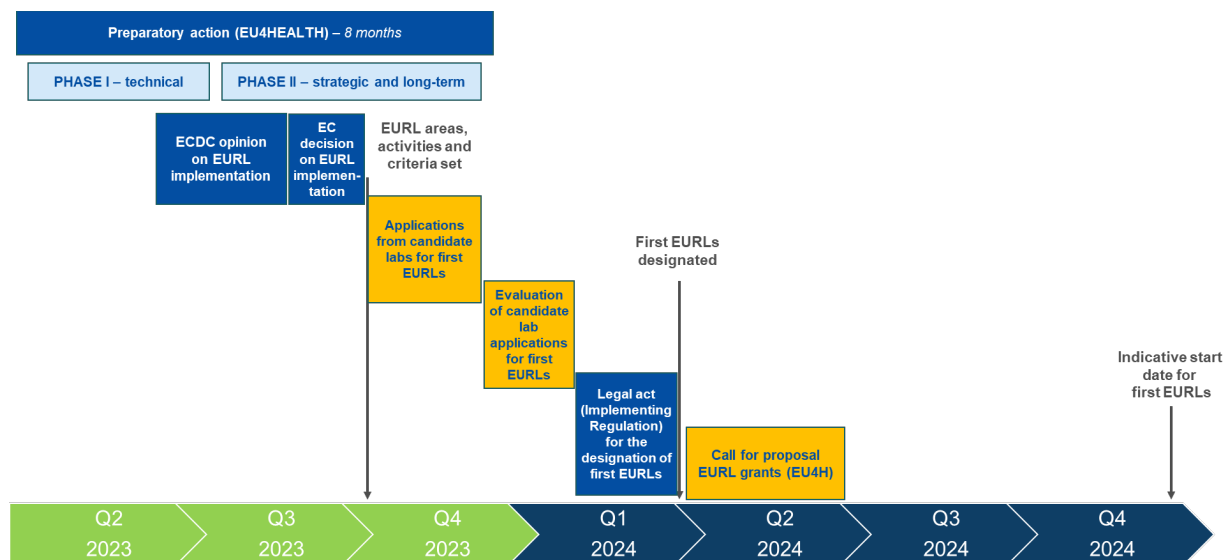 Preparatory action (EU4HEALTH) – 8 months
PHASE I – technical
PHASE II – strategic and long-term
ECDC opinion
on EURL
implementation
EC
decision
on EURL
implemen-
tation
EURL areas,
activities and
criteria set
Applications
from candidate
labs for first
EURLs
First EURLs
designated
Evaluation
of candidate
lab
applications
for first
EURLs
Indicative start
date for
first EURLs
Legal act
(Implementing
Regulation)
for the
designation of
first EURLs
Call for proposal
EURL grants (EU4H)
Q2
2023
Q3
2023
Q4
2023
Q1
2024
Q2
2024
Q3
2024
Q4
2024